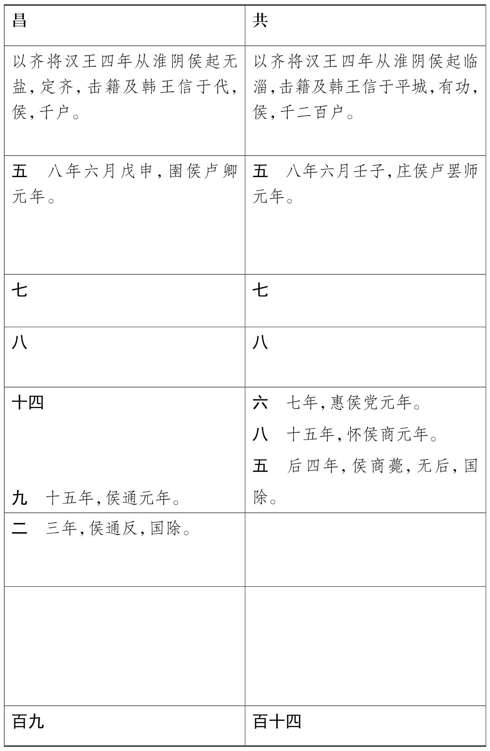 昌
以齐将汉王四年从淮阴侯起无
盐,定齐,击籍及韩王信于代,
侯,千户。
五 八年六月戊申,圉侯卢卿
元年。
七
八
十四
九 十五年,侯通元年。
二 三年,侯通反,国除。
百九
共
以齐将汉王四年从淮阴侯起临
淄,击籍及韩王信于平城,有功,
侯,千二百户。
五 八年六月壬子,庄侯卢罢师
元年。
七
八
六 七年,惠侯党元年。
八 十五年,怀侯商元年。
五 后四年,侯商薨,无后,国
除。
百十四